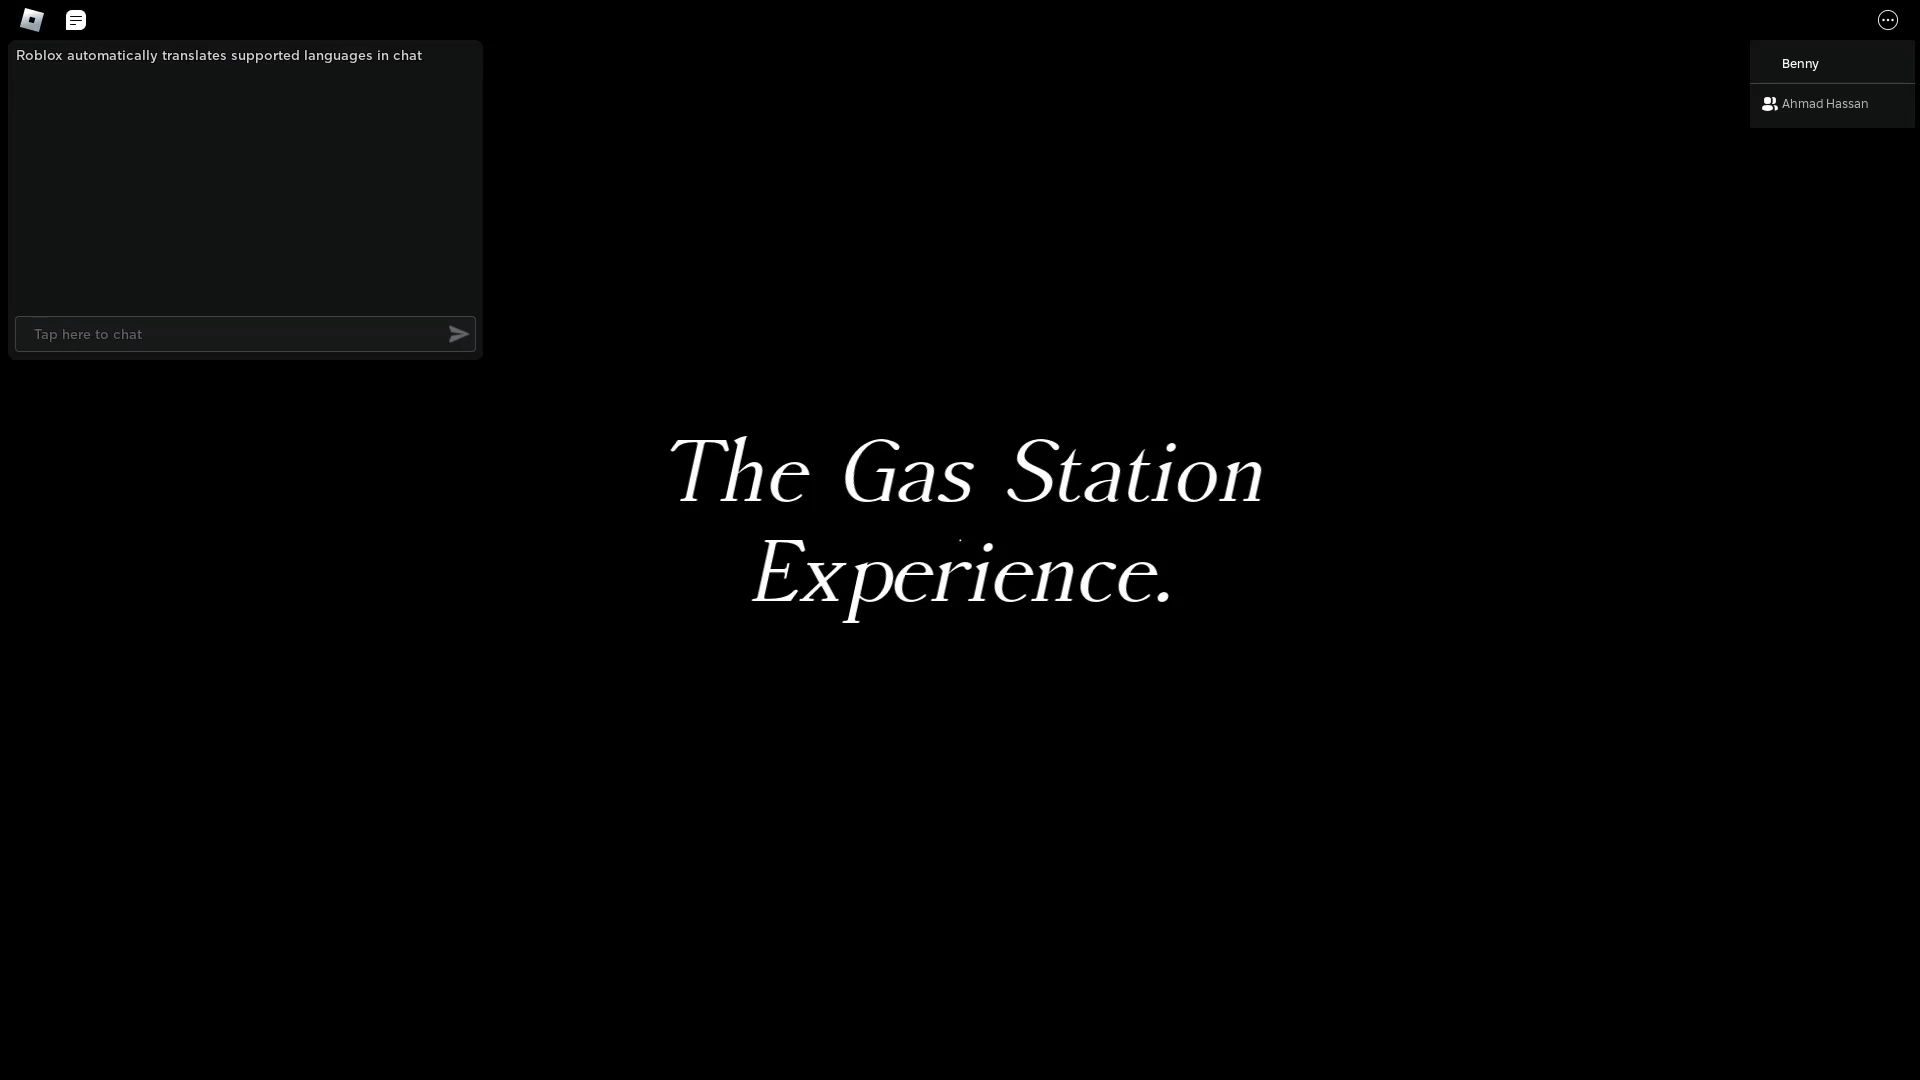 Roblox automatically translates supported languages in chat
Tap here to chat
Benny
Ahmad Hassan
The Gas Station
Experience.